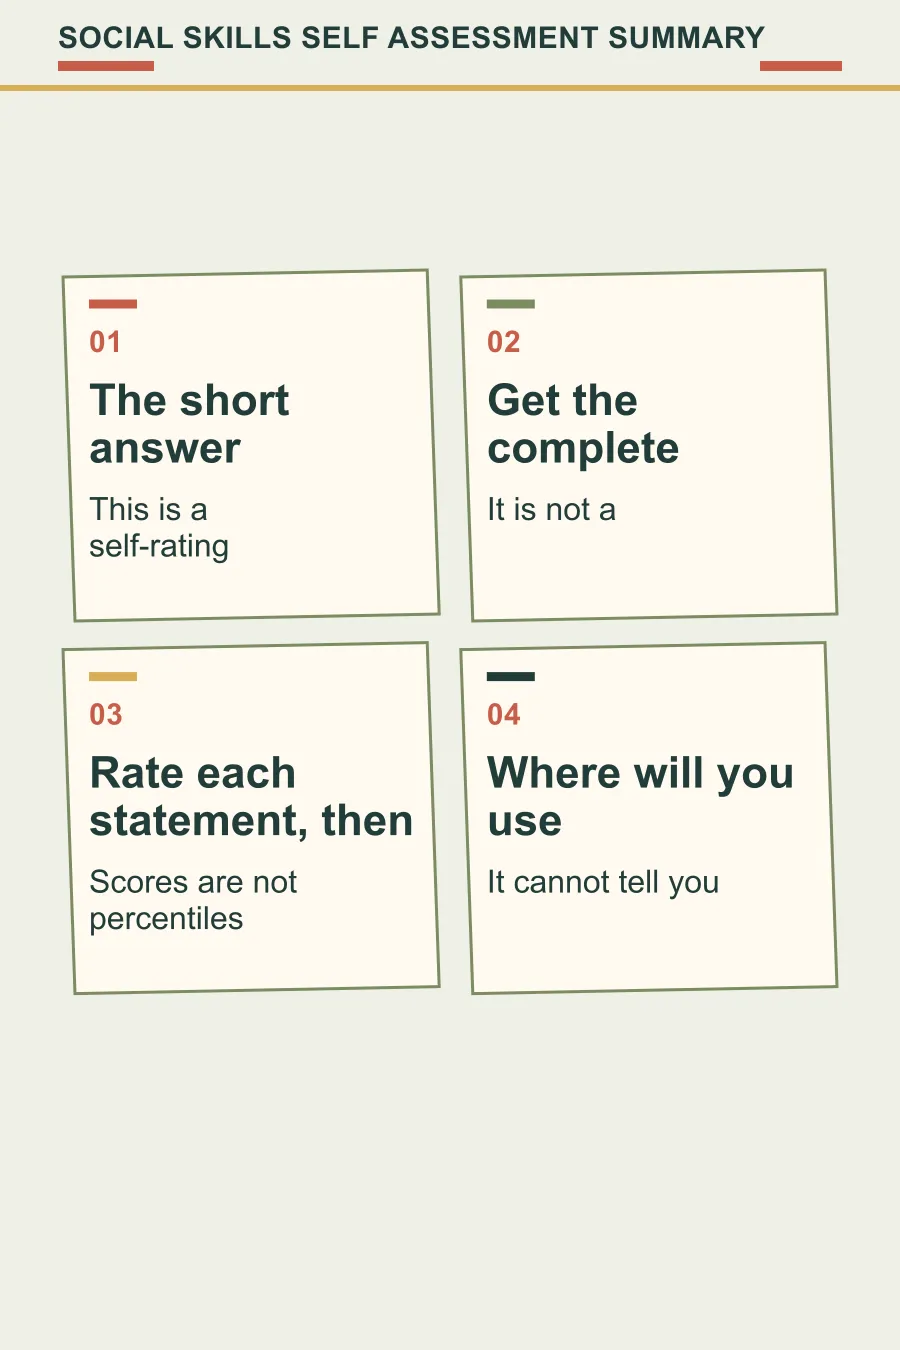 SOCIAL SKILLS SELF ASSESSMENT SUMMARY
01
The short
answer
This is a
self-rating
02
Get the
complete
It is not a
03
Rate each
statement, then
Scores are not
percentiles
04
Where will you
use
It cannot tell you